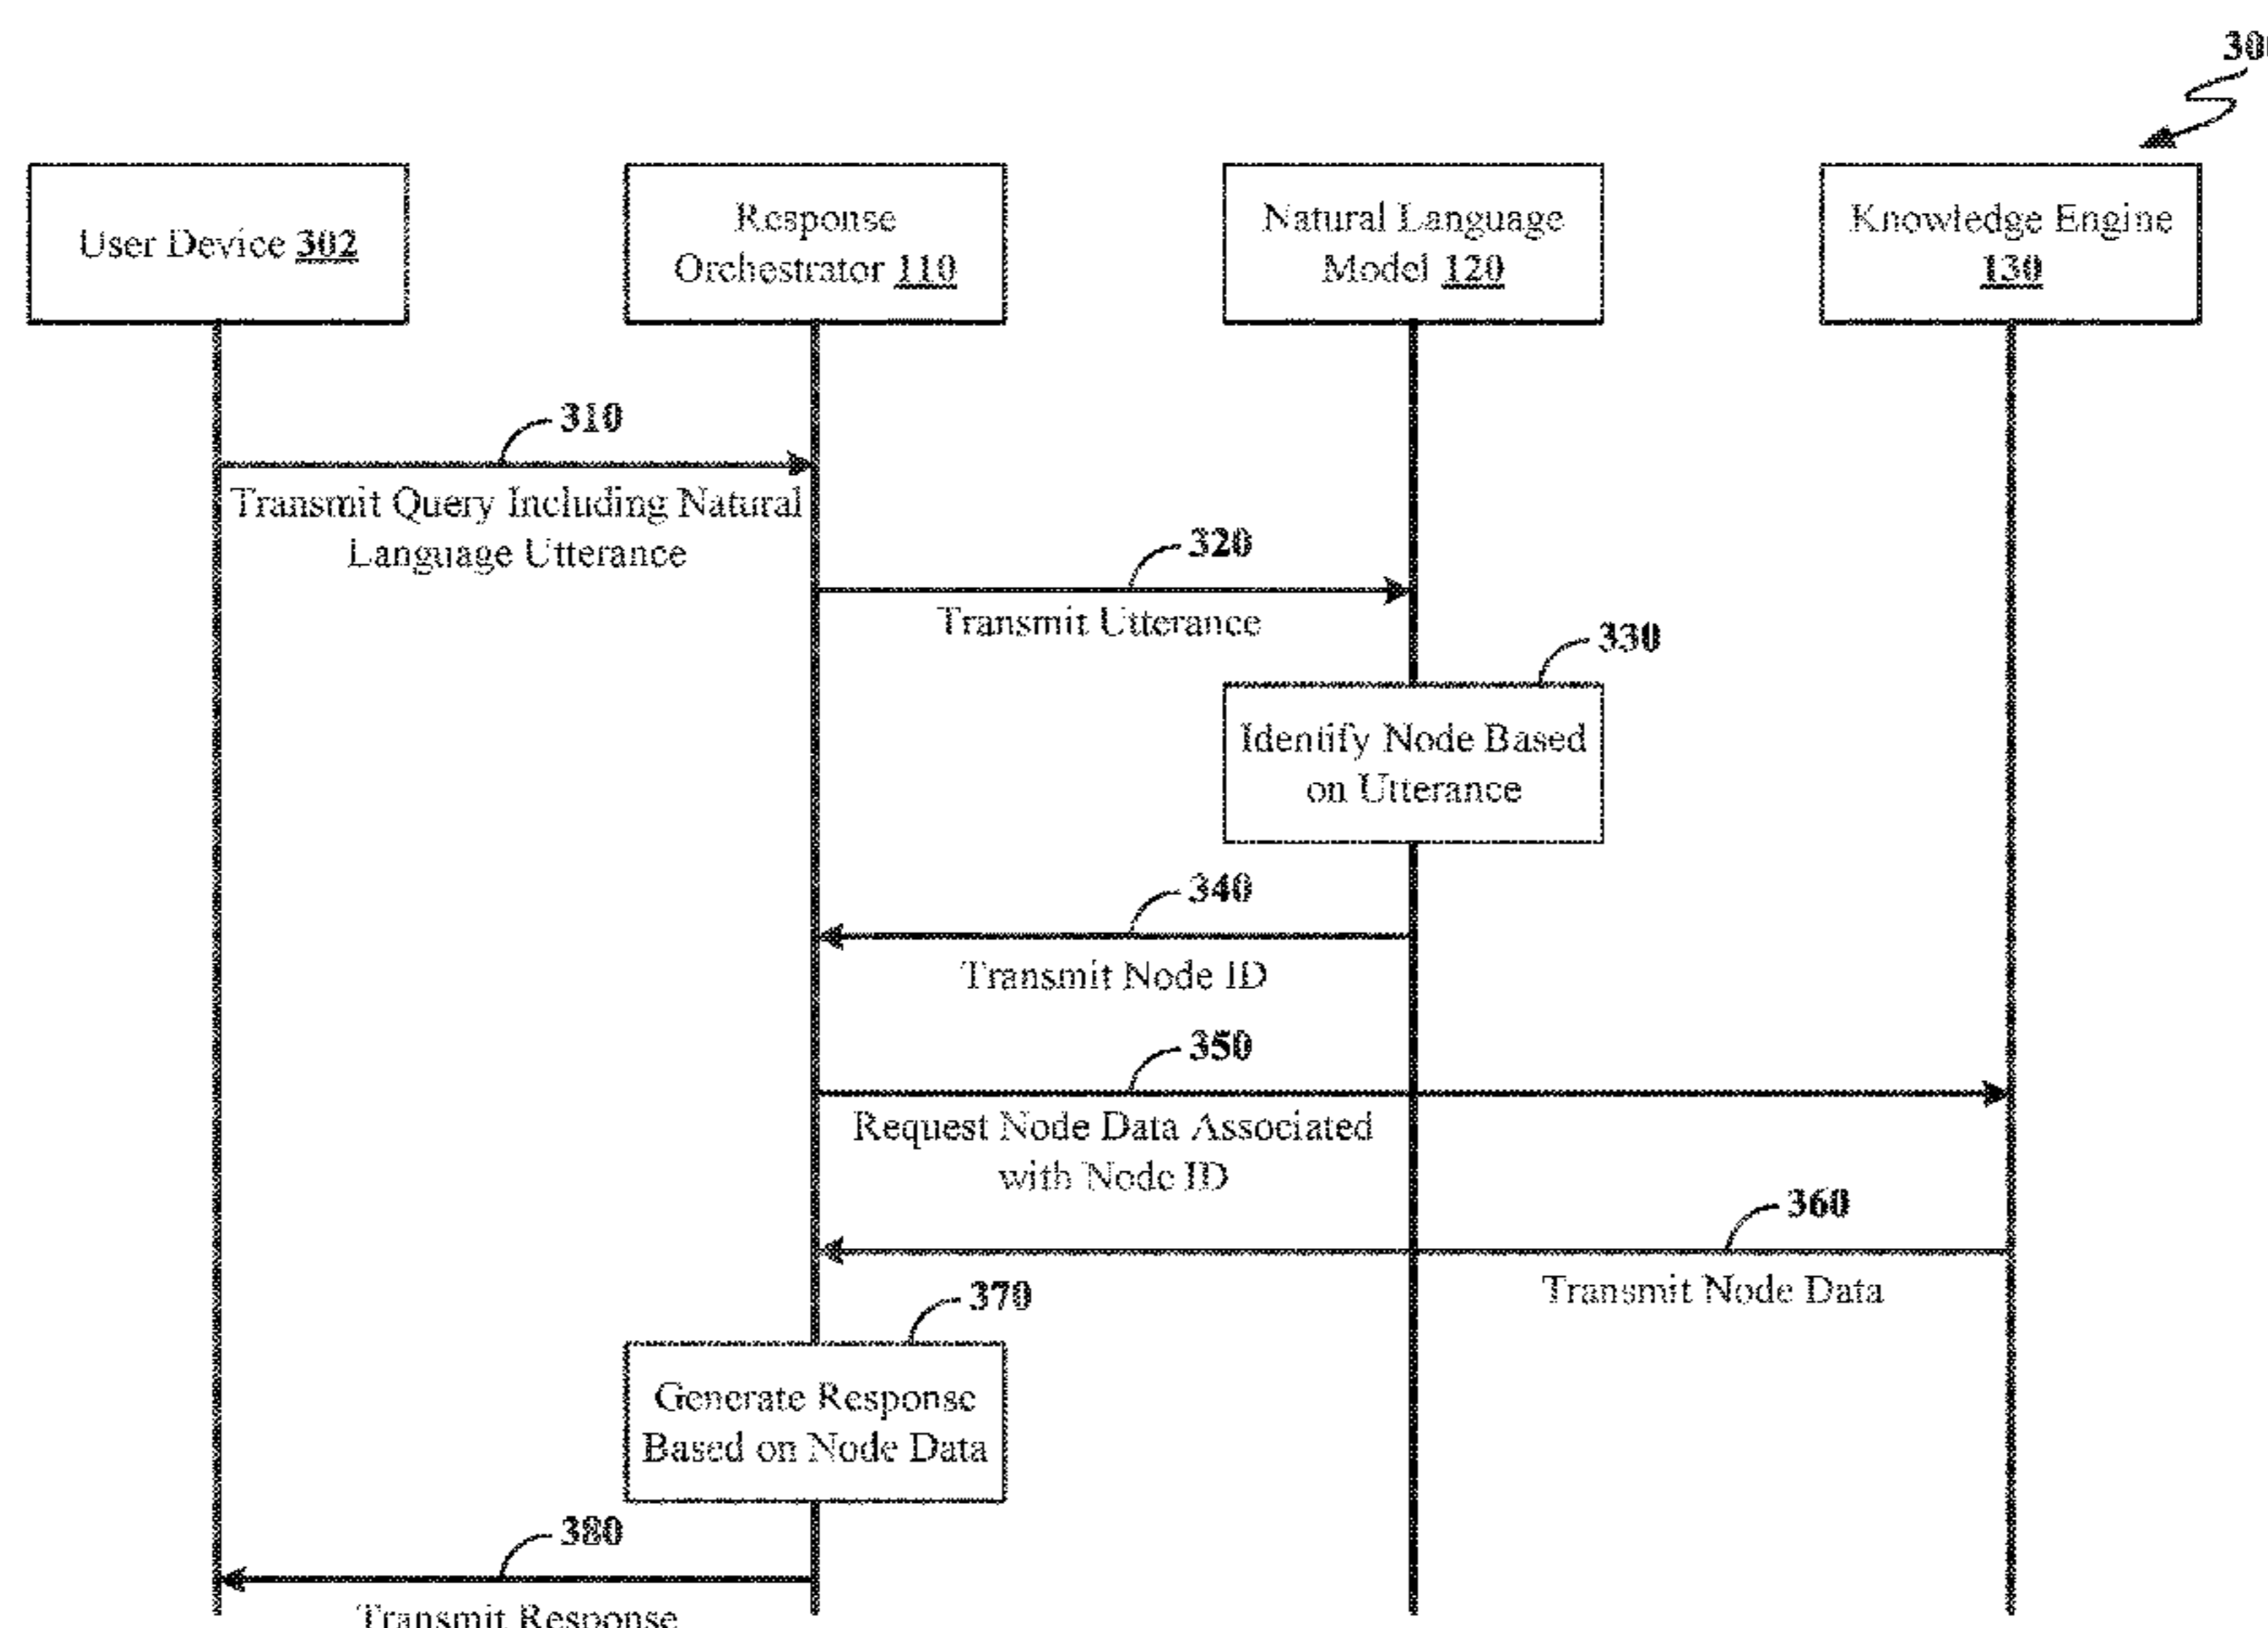 30
User Device 302
Response
Orchestrator 110
Natural Language
Model 120
Knowledge Engine
130
310
Transmit Query Including Natural
Language Utterance
320
Transmit Utterance
330
Identify Node Based
on Utterance
340
Transmit Node ID
350
Request Node Data Associated
with Node ID
360
Transmit Node Data
370
Generate Response
Based on Node Data
380
Transmit Response